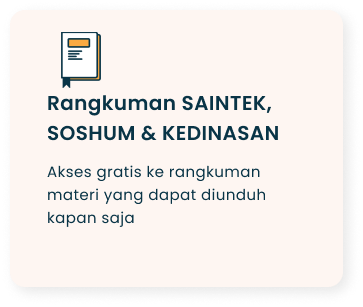 Rangkuman SAINTEK,
SOSHUM & KEDINASAN
Akses gratis ke rangkuman
materi yang dapat diunduh
kapan saja